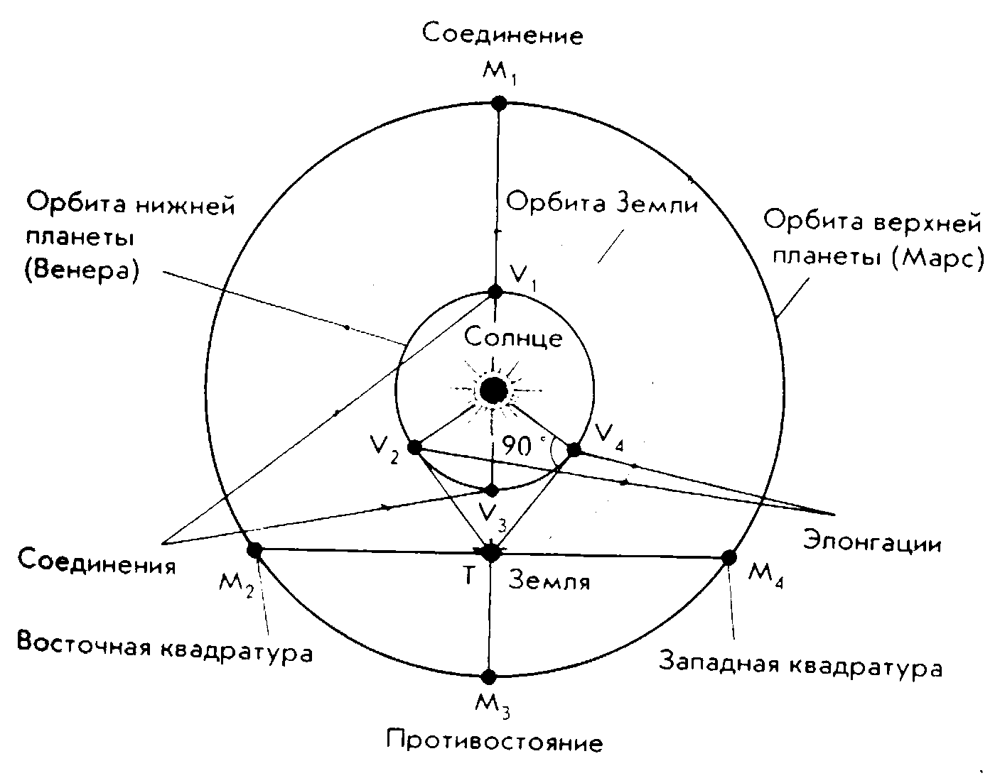 Соединение
M1
Орбита нижней
планеты
(Венера)
Орбита Земли
Орбита верхней
планеты (Марс)
V1
Солнце
V2
90°
V4
V3
Элонгации
Соединения
M2
T
Земля
M4
Восточная квадратура
Западная квадратура
M3
Противостояние